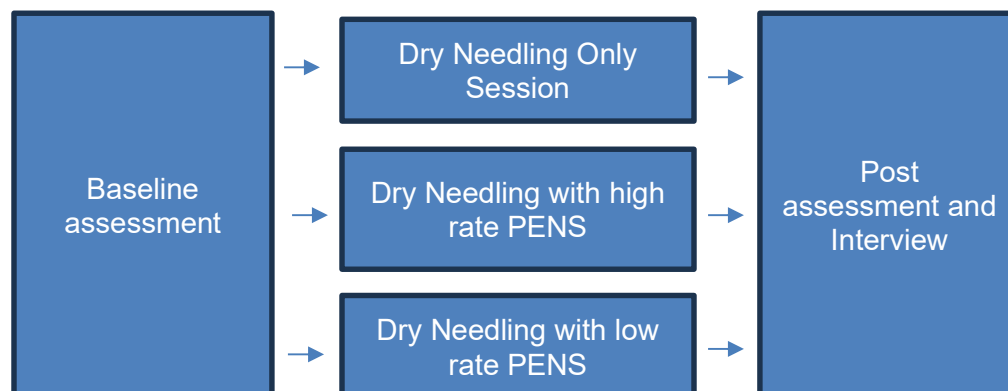 Baseline
assessment
Dry Needling Only
Session
Dry Needling with high
rate PENS
Dry Needling with low
rate PENS
Post
assessment and
Interview